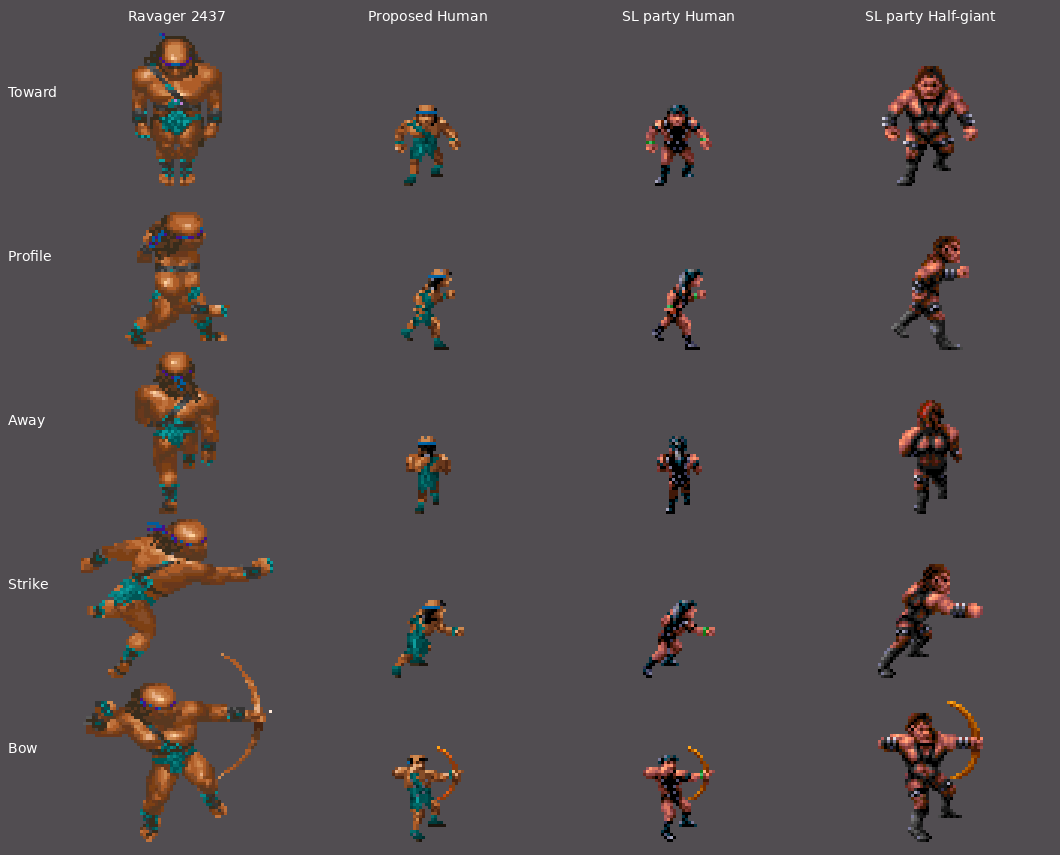 Ravager 2437
Proposed Human
SL party Human
SL party Half-giant
Toward
Profile
Away
Strike
Bow